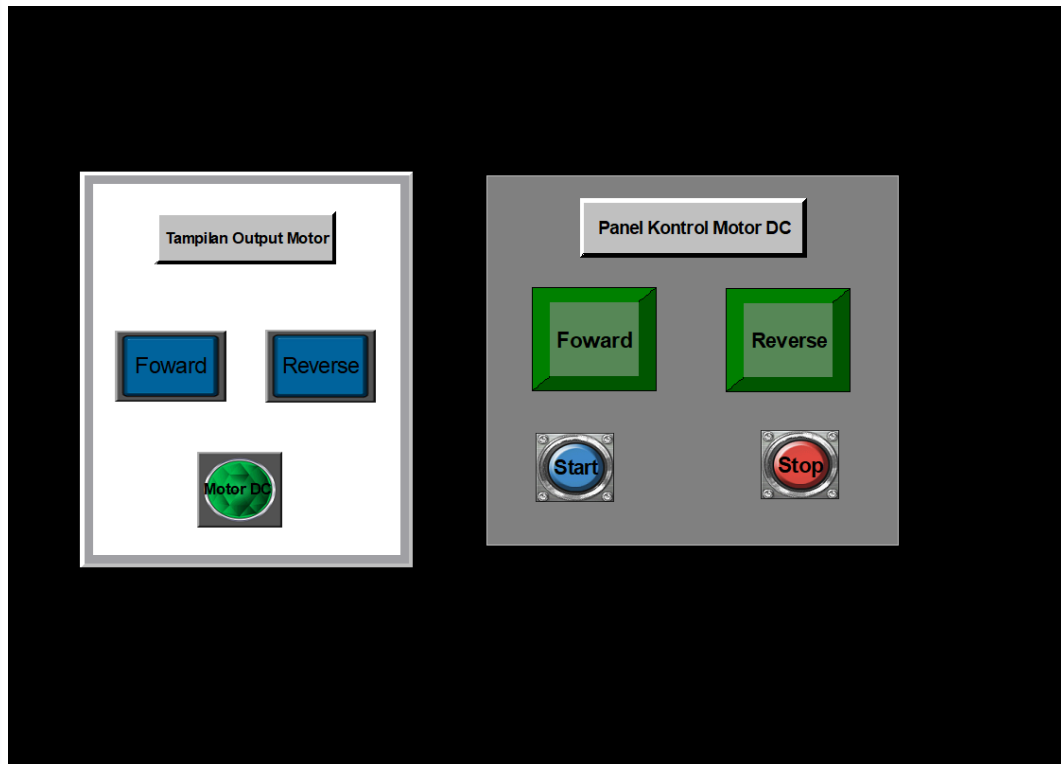 Tampilan Output Motor
Foward
Reverse
Motor DC
Panel Kontrol Motor DC
Foward
Reverse
Start
Stop